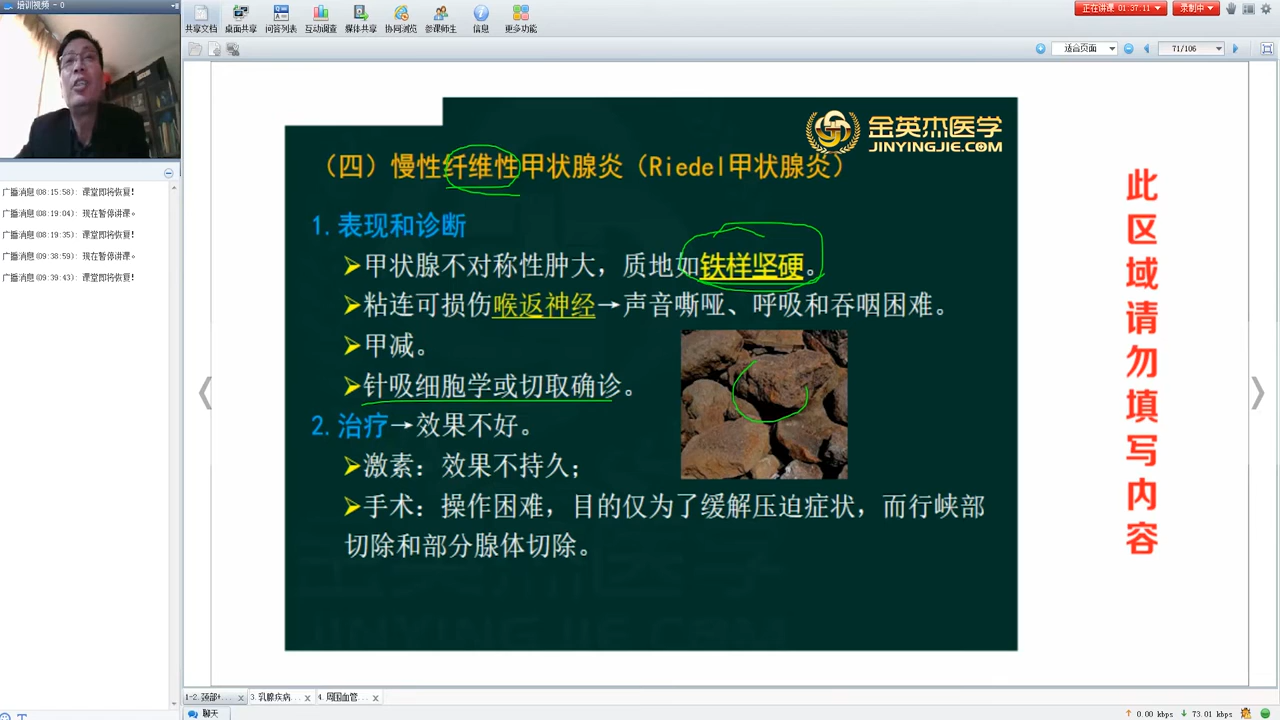 培训视频 - 0
共享文档 桌面共享 问答列表 互动调查 媒体共享 协同浏览 参课师生 信息 更多功能
正在讲课 01:37:11
录制中
适合页面
71/106
广播消息(08:15:58): 课堂即将恢复!
广播消息(08:19:04): 现在暂停讲课。
广播消息(08:19:35): 课堂即将恢复!
广播消息(09:38:59): 现在暂停讲课。
广播消息(09:39:43): 课堂即将恢复!
金英杰医学
JINYINGJIE.COM
（四）慢性纤维性甲状腺炎（Riedel甲状腺炎）
1. 表现和诊断
➢甲状腺不对称性肿大，质地如铁样坚硬。
➢粘连可损伤喉返神经→声音嘶哑、呼吸和吞咽困难。
➢甲减。
➢针吸细胞学或切取确诊。
2. 治疗→效果不好。
➢激素：效果不持久；
➢手术：操作困难，目的仅为了缓解压迫症状，而行峡部
切除和部分腺体切除。
此
区
域
请
勿
填
写
内
容
1-2. 颈部... 3. 乳腺疾病... 4. 周围血管...
聊天
0.00 kbps 73.01 kbps